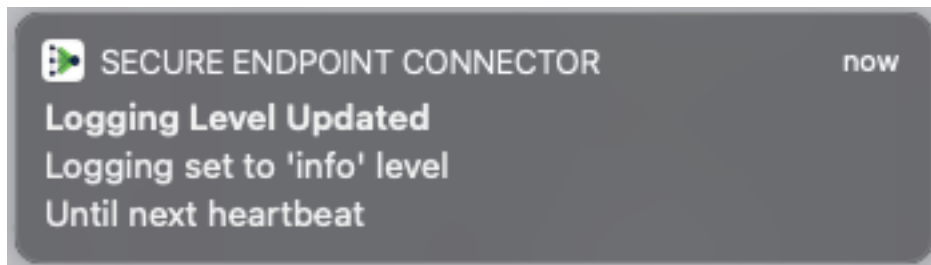 SECURE ENDPOINT CONNECTOR now
Logging Level Updated
Logging set to 'info' level
Until next heartbeat